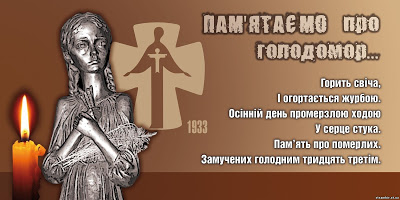 ПАМ'ЯТАЄМО про
голодомор...
Горить свіча,
І огортається журбою.
Осінній день промерзлою ходою
У серце стука.
Пам'ять про померлих.
Замучених голодним тридцять третім.
1933